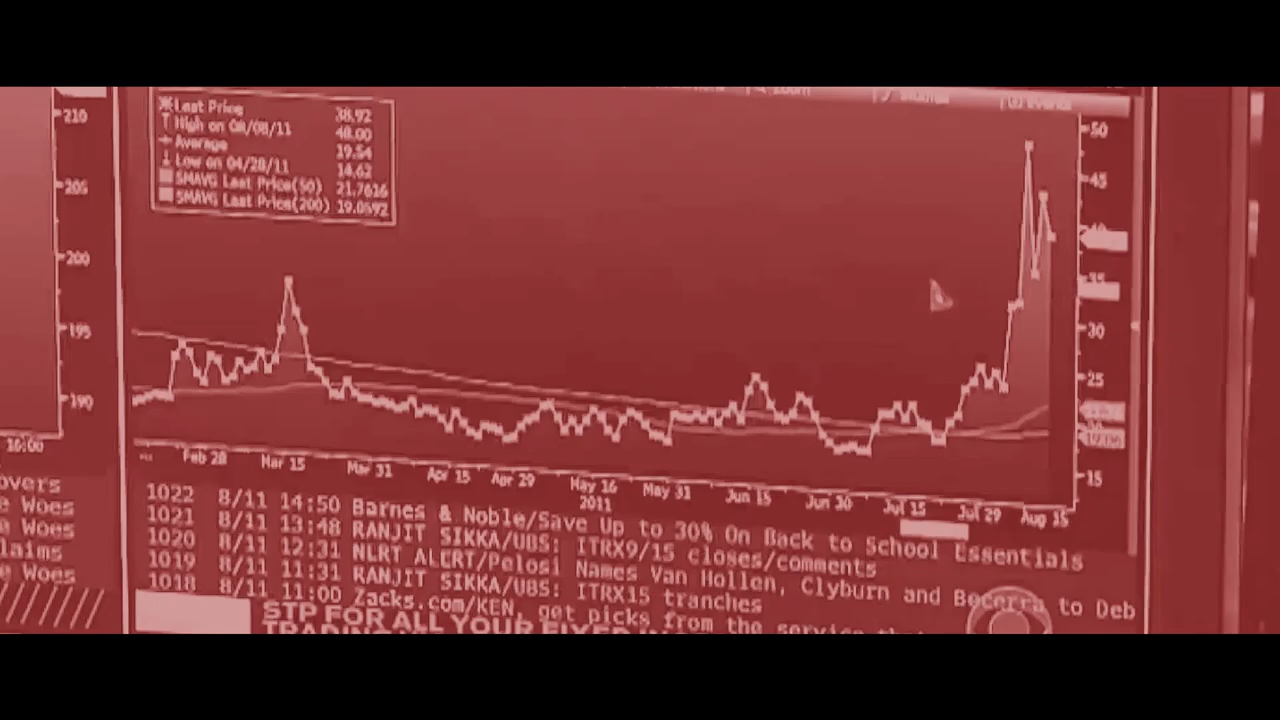 210
205
200
195
190
16:00
Last Price 38.92
High on 08/08/11 48.00
Average 19.54
Low on 04/28/11 14.62
SMAVG Last Price(50) 21.7616
SMAVG Last Price(200) 19.0592
Zoom
50
45
35
30
25
15
Feb 28 Mar 15 Mar 31 Apr 15 Apr 29 May 16 May 31 Jun 15 Jun 30 Jul 15 Jul 29 Aug 15
2011
overs
e Woes
e Woes
laims
e Woes
1022 8/11 14:50 Barnes & Noble/Save Up to 30% On Back to School Essentials
1021 8/11 13:48 RANJIT SIKKA/UBS: ITRX9/15 closes/comments
1020 8/11 12:31 NLRT ALERT/Pelosi Names Van Hollen, Clyburn and Becerra to Deb
1019 8/11 11:31 RANJIT SIKKA/UBS: ITRX15 tranches
1018 8/11 11:00 Zacks.com/KEN, get picks from the service
STP FOR ALL YOUR FIXED